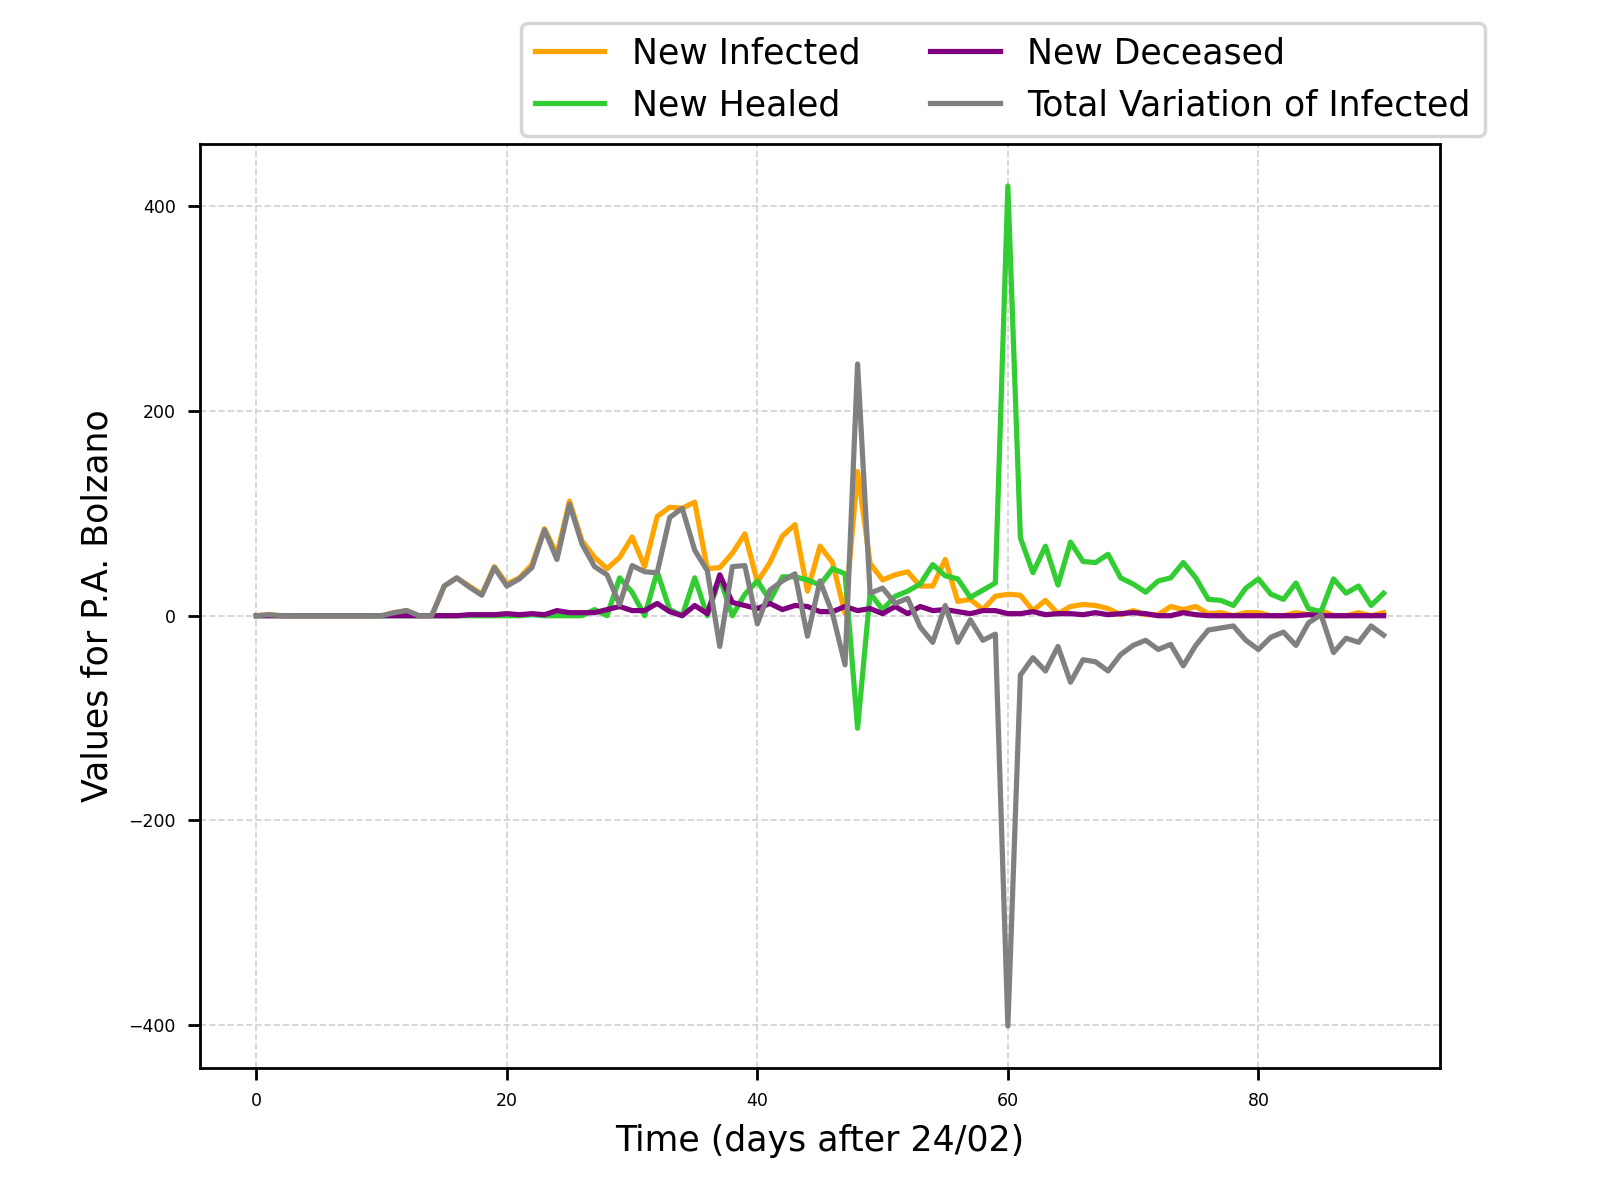 New Infected
New Healed
New Deceased
Total Variation of Infected
Values for P.A. Bolzano
400
200
0
−200
−400
0 20 40 60 80
Time (days after 24/02)